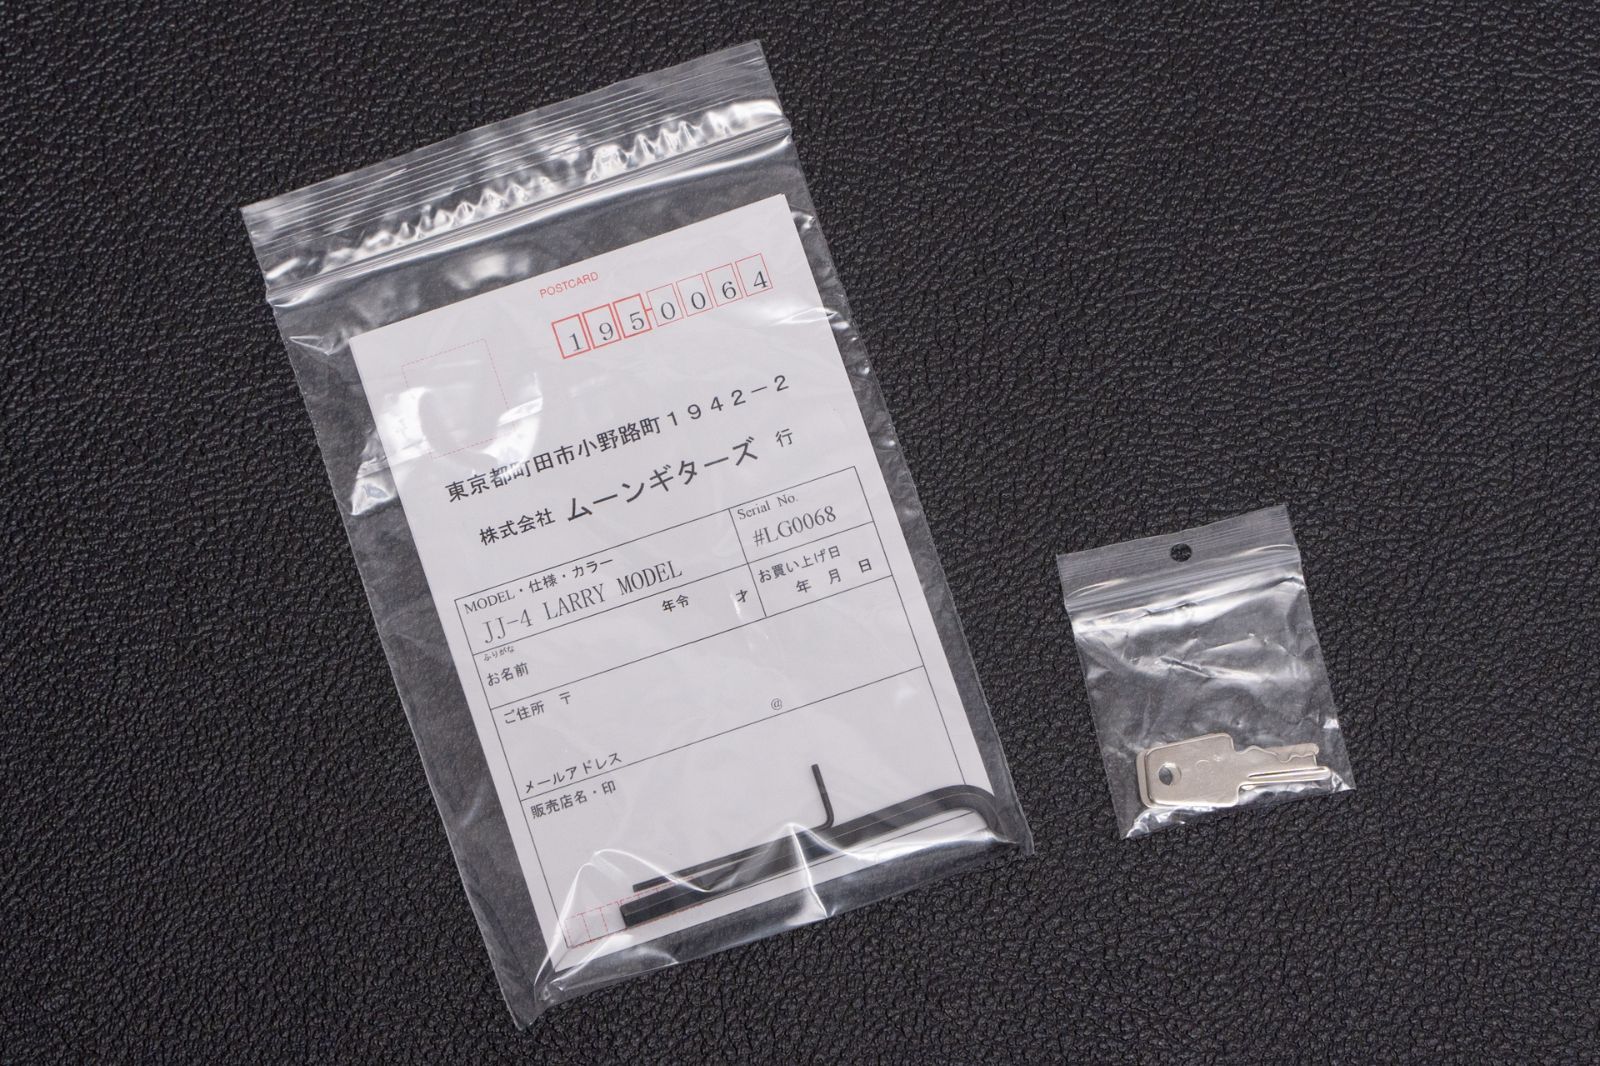 POSTCARD
1950064
東京都町田市小野路町1942-2
株式会社 ムーンギターズ 行
MODEL・仕様・カラー
JJ-4 LARRY MODEL
Serial No.
#LG0068
年令 才
お買い上げ日
年 月 日
ふりがな
お名前
ご住所 〒
メールアドレス @
販売店名・印